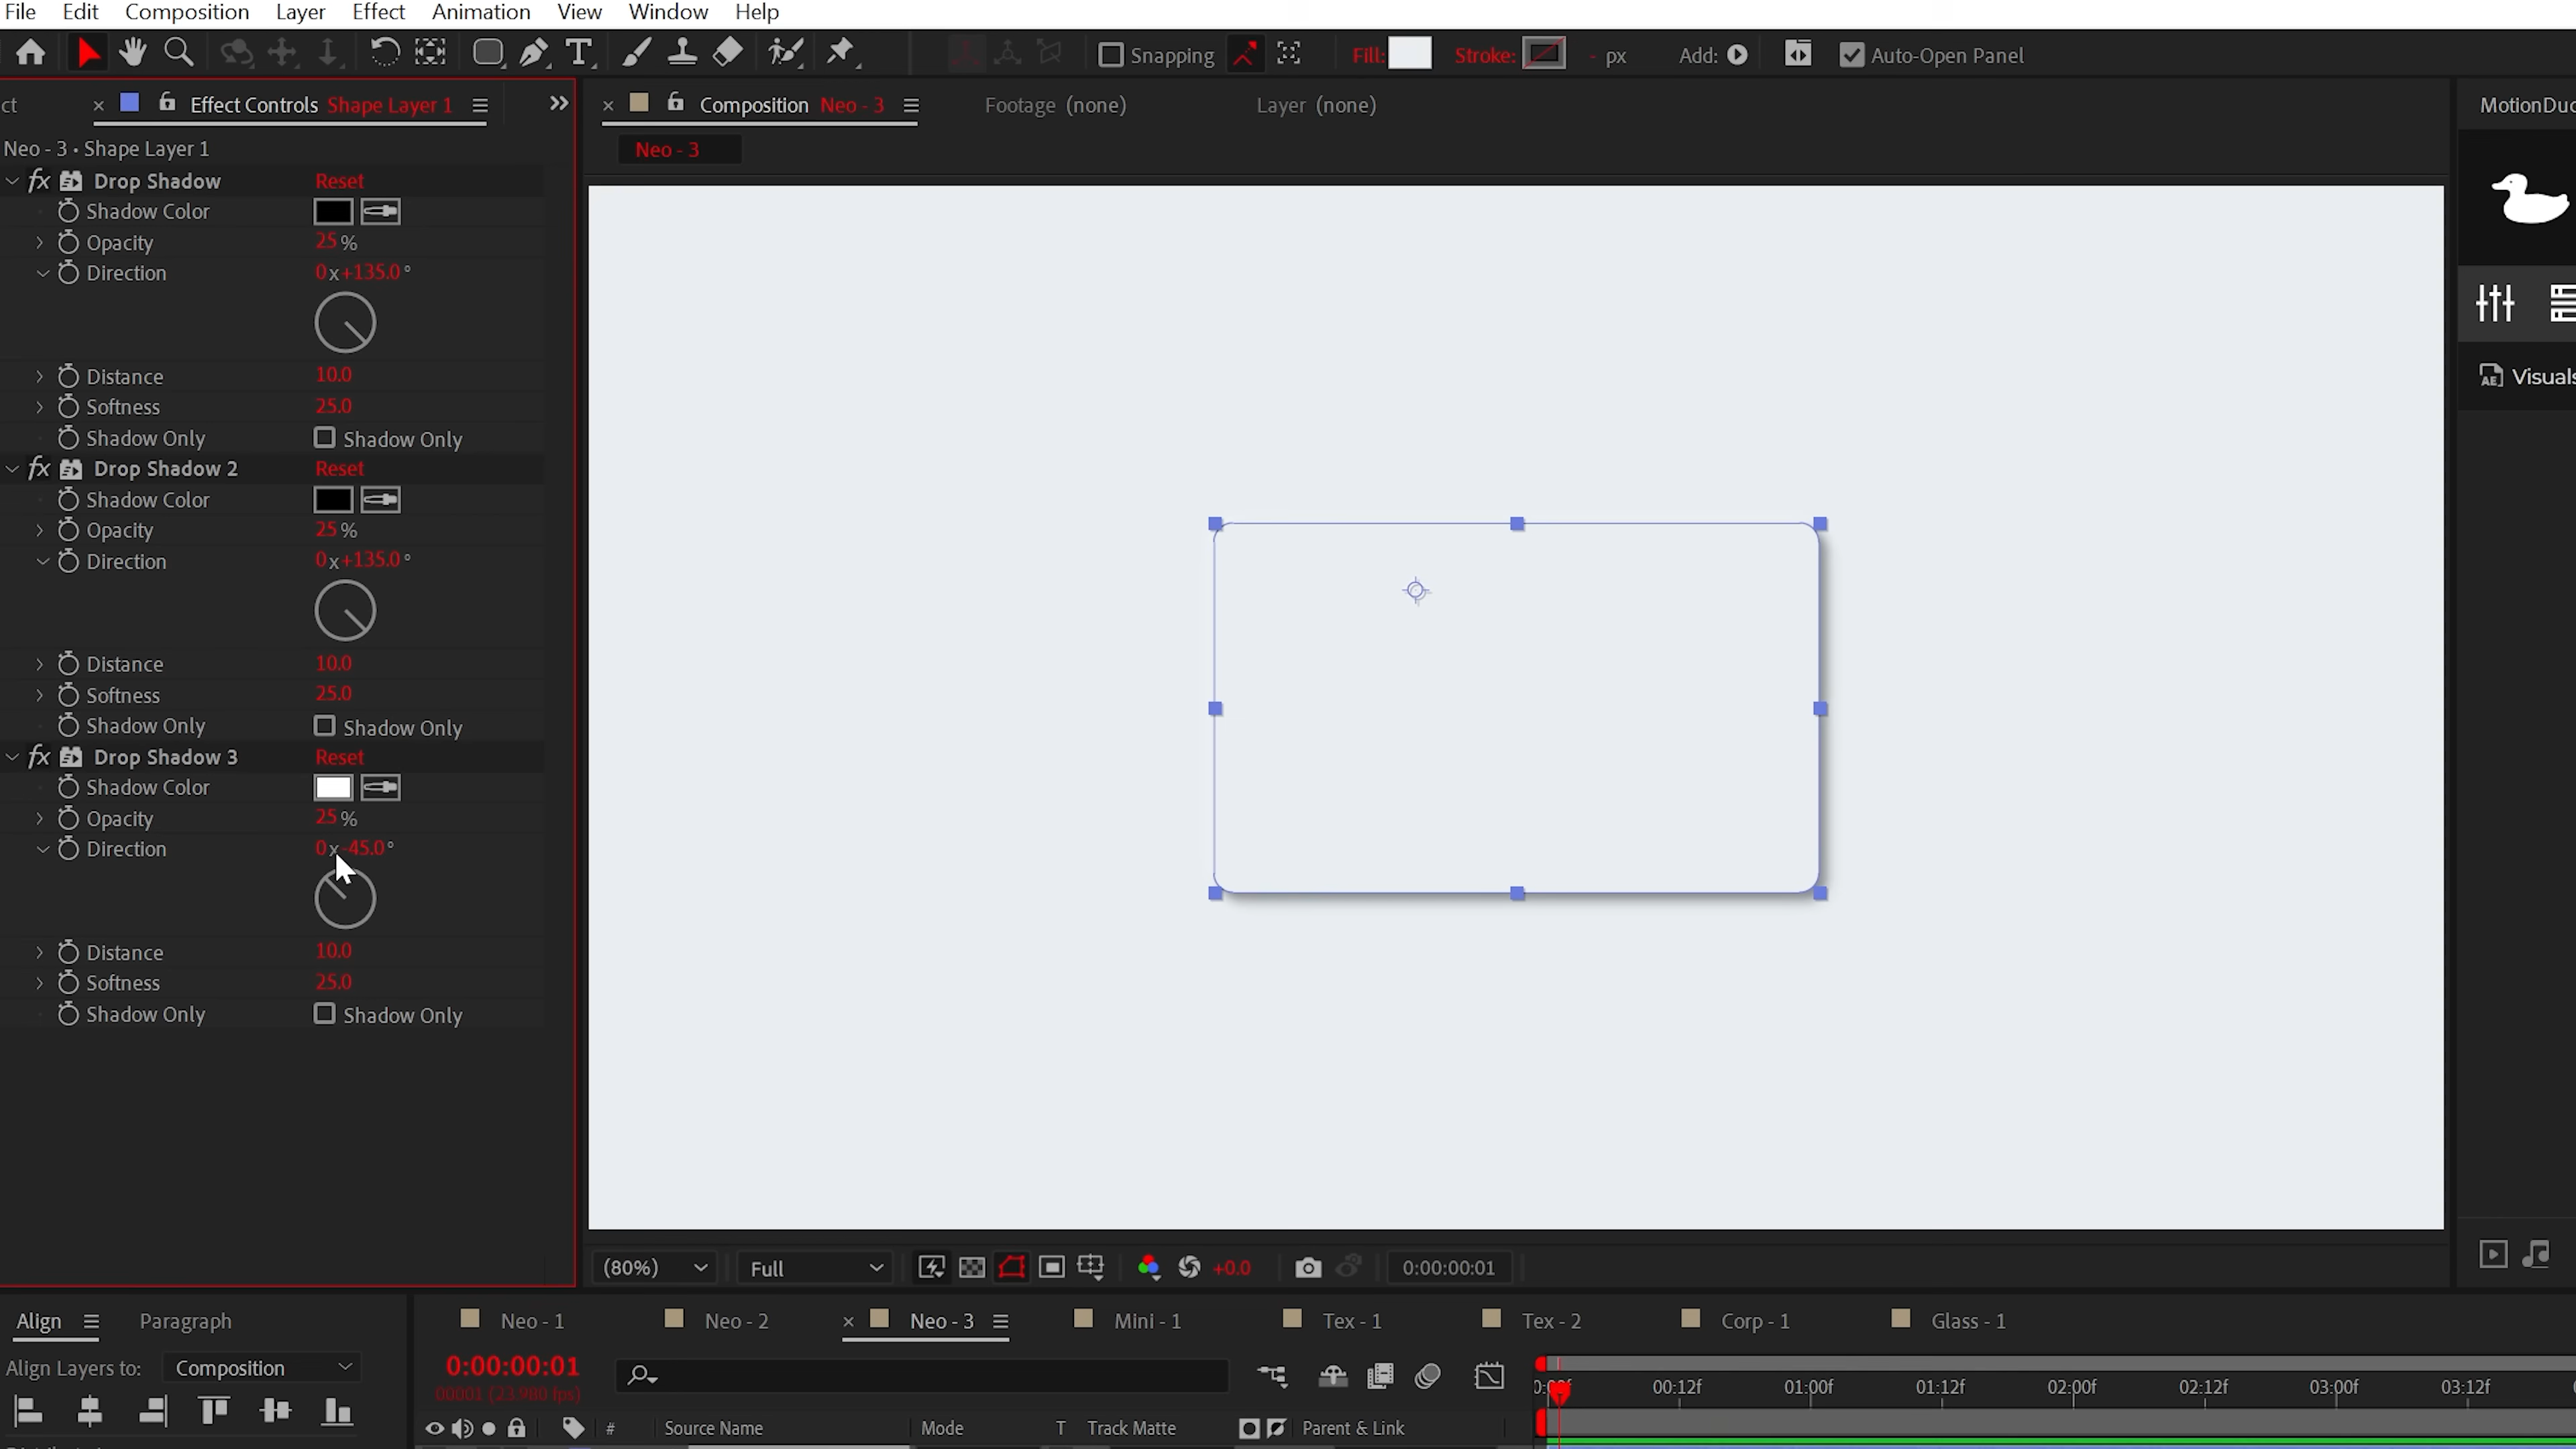 File Edit Composition Layer Effect Animation View Window Help
Snapping Fill: Stroke: - px Add: Auto-Open Panel
ct × Effect Controls Shape Layer 1 » × Composition Neo - 3 Footage (none) Layer (none) MotionDuc
Neo - 3 • Shape Layer 1
Neo - 3
fx Drop Shadow Reset
Shadow Color
Opacity 25 %
Direction 0 x +135.0 °
Distance 10.0
Softness 25.0
Shadow Only Shadow Only
fx Drop Shadow 2 Reset
Shadow Color
Opacity 25 %
Direction 0 x +135.0 °
Distance 10.0
Softness 25.0
Shadow Only Shadow Only
fx Drop Shadow 3 Reset
Shadow Color
Opacity 25 %
Direction 0 x -45.0 °
Distance 10.0
Softness 25.0
Shadow Only Shadow Only
AE Visuals
(80%) Full +0.0 0:00:00:01
Align Paragraph Neo - 1 Neo - 2 × Neo - 3 Mini - 1 Tex - 1 Tex - 2 Corp - 1 Glass - 1
Align Layers to: Composition
0:00:00:01
00001 (23.980 fps)
00:12f 01:00f 01:12f 02:00f 02:12f 03:00f 03:12f
# Source Name Mode T Track Matte Parent & Link